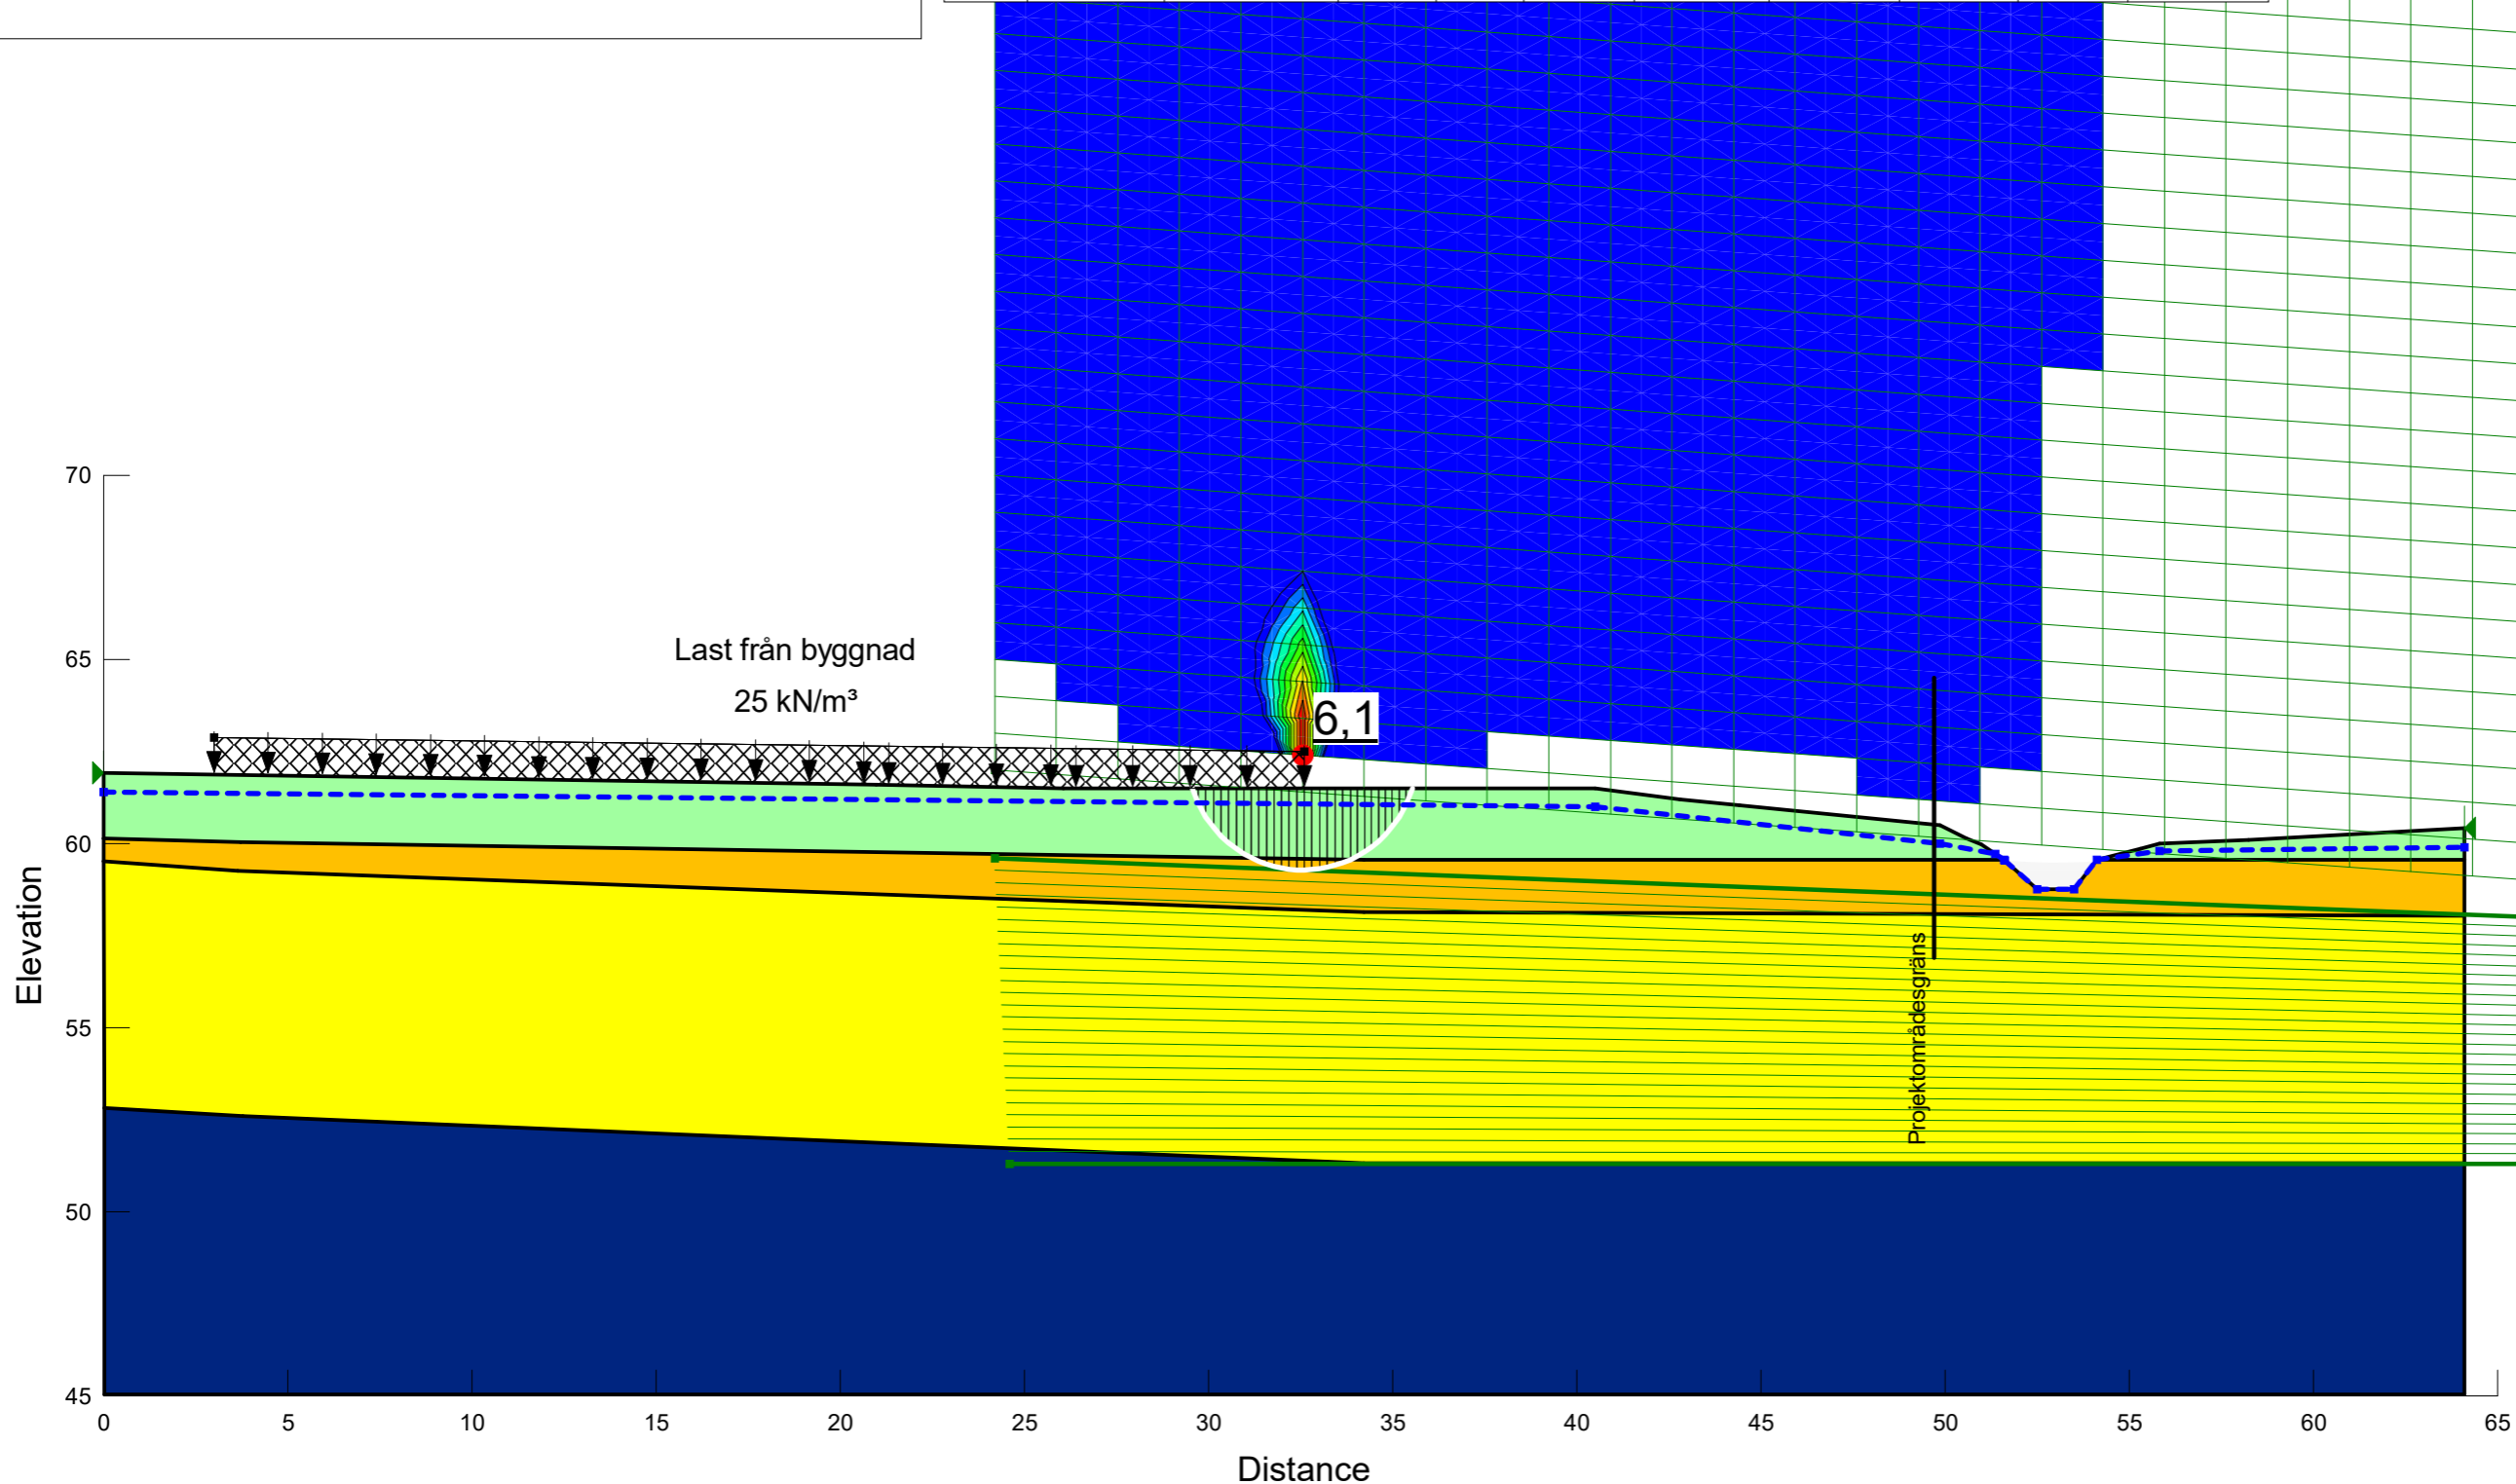 70
65
60
55
50
45
Elevation
Last från byggnad
25 kN/m³
6,1
Projektområdesgräns
0 5 10 15 20 25 30 35 40 45 50 55 60 65
Distance